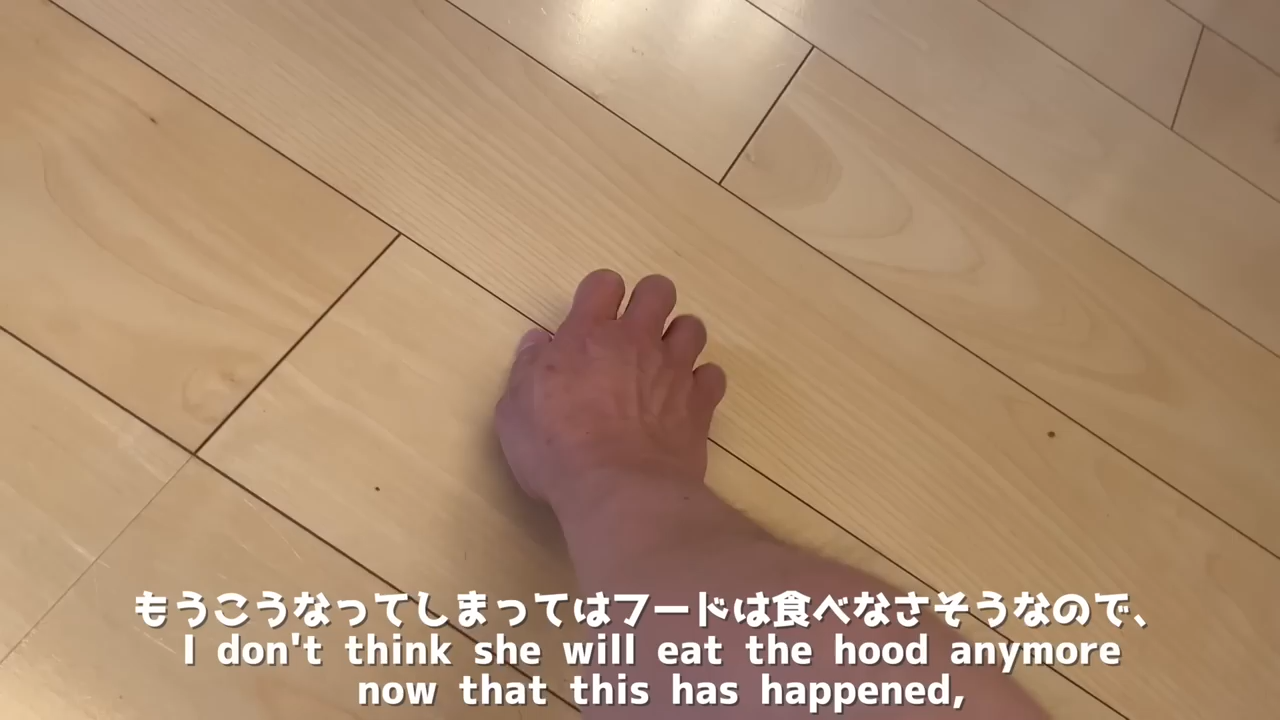 もうこうなってしまってはフードは食べなさそうなので、
I don't think she will eat the hood anymore
now that this has happened,